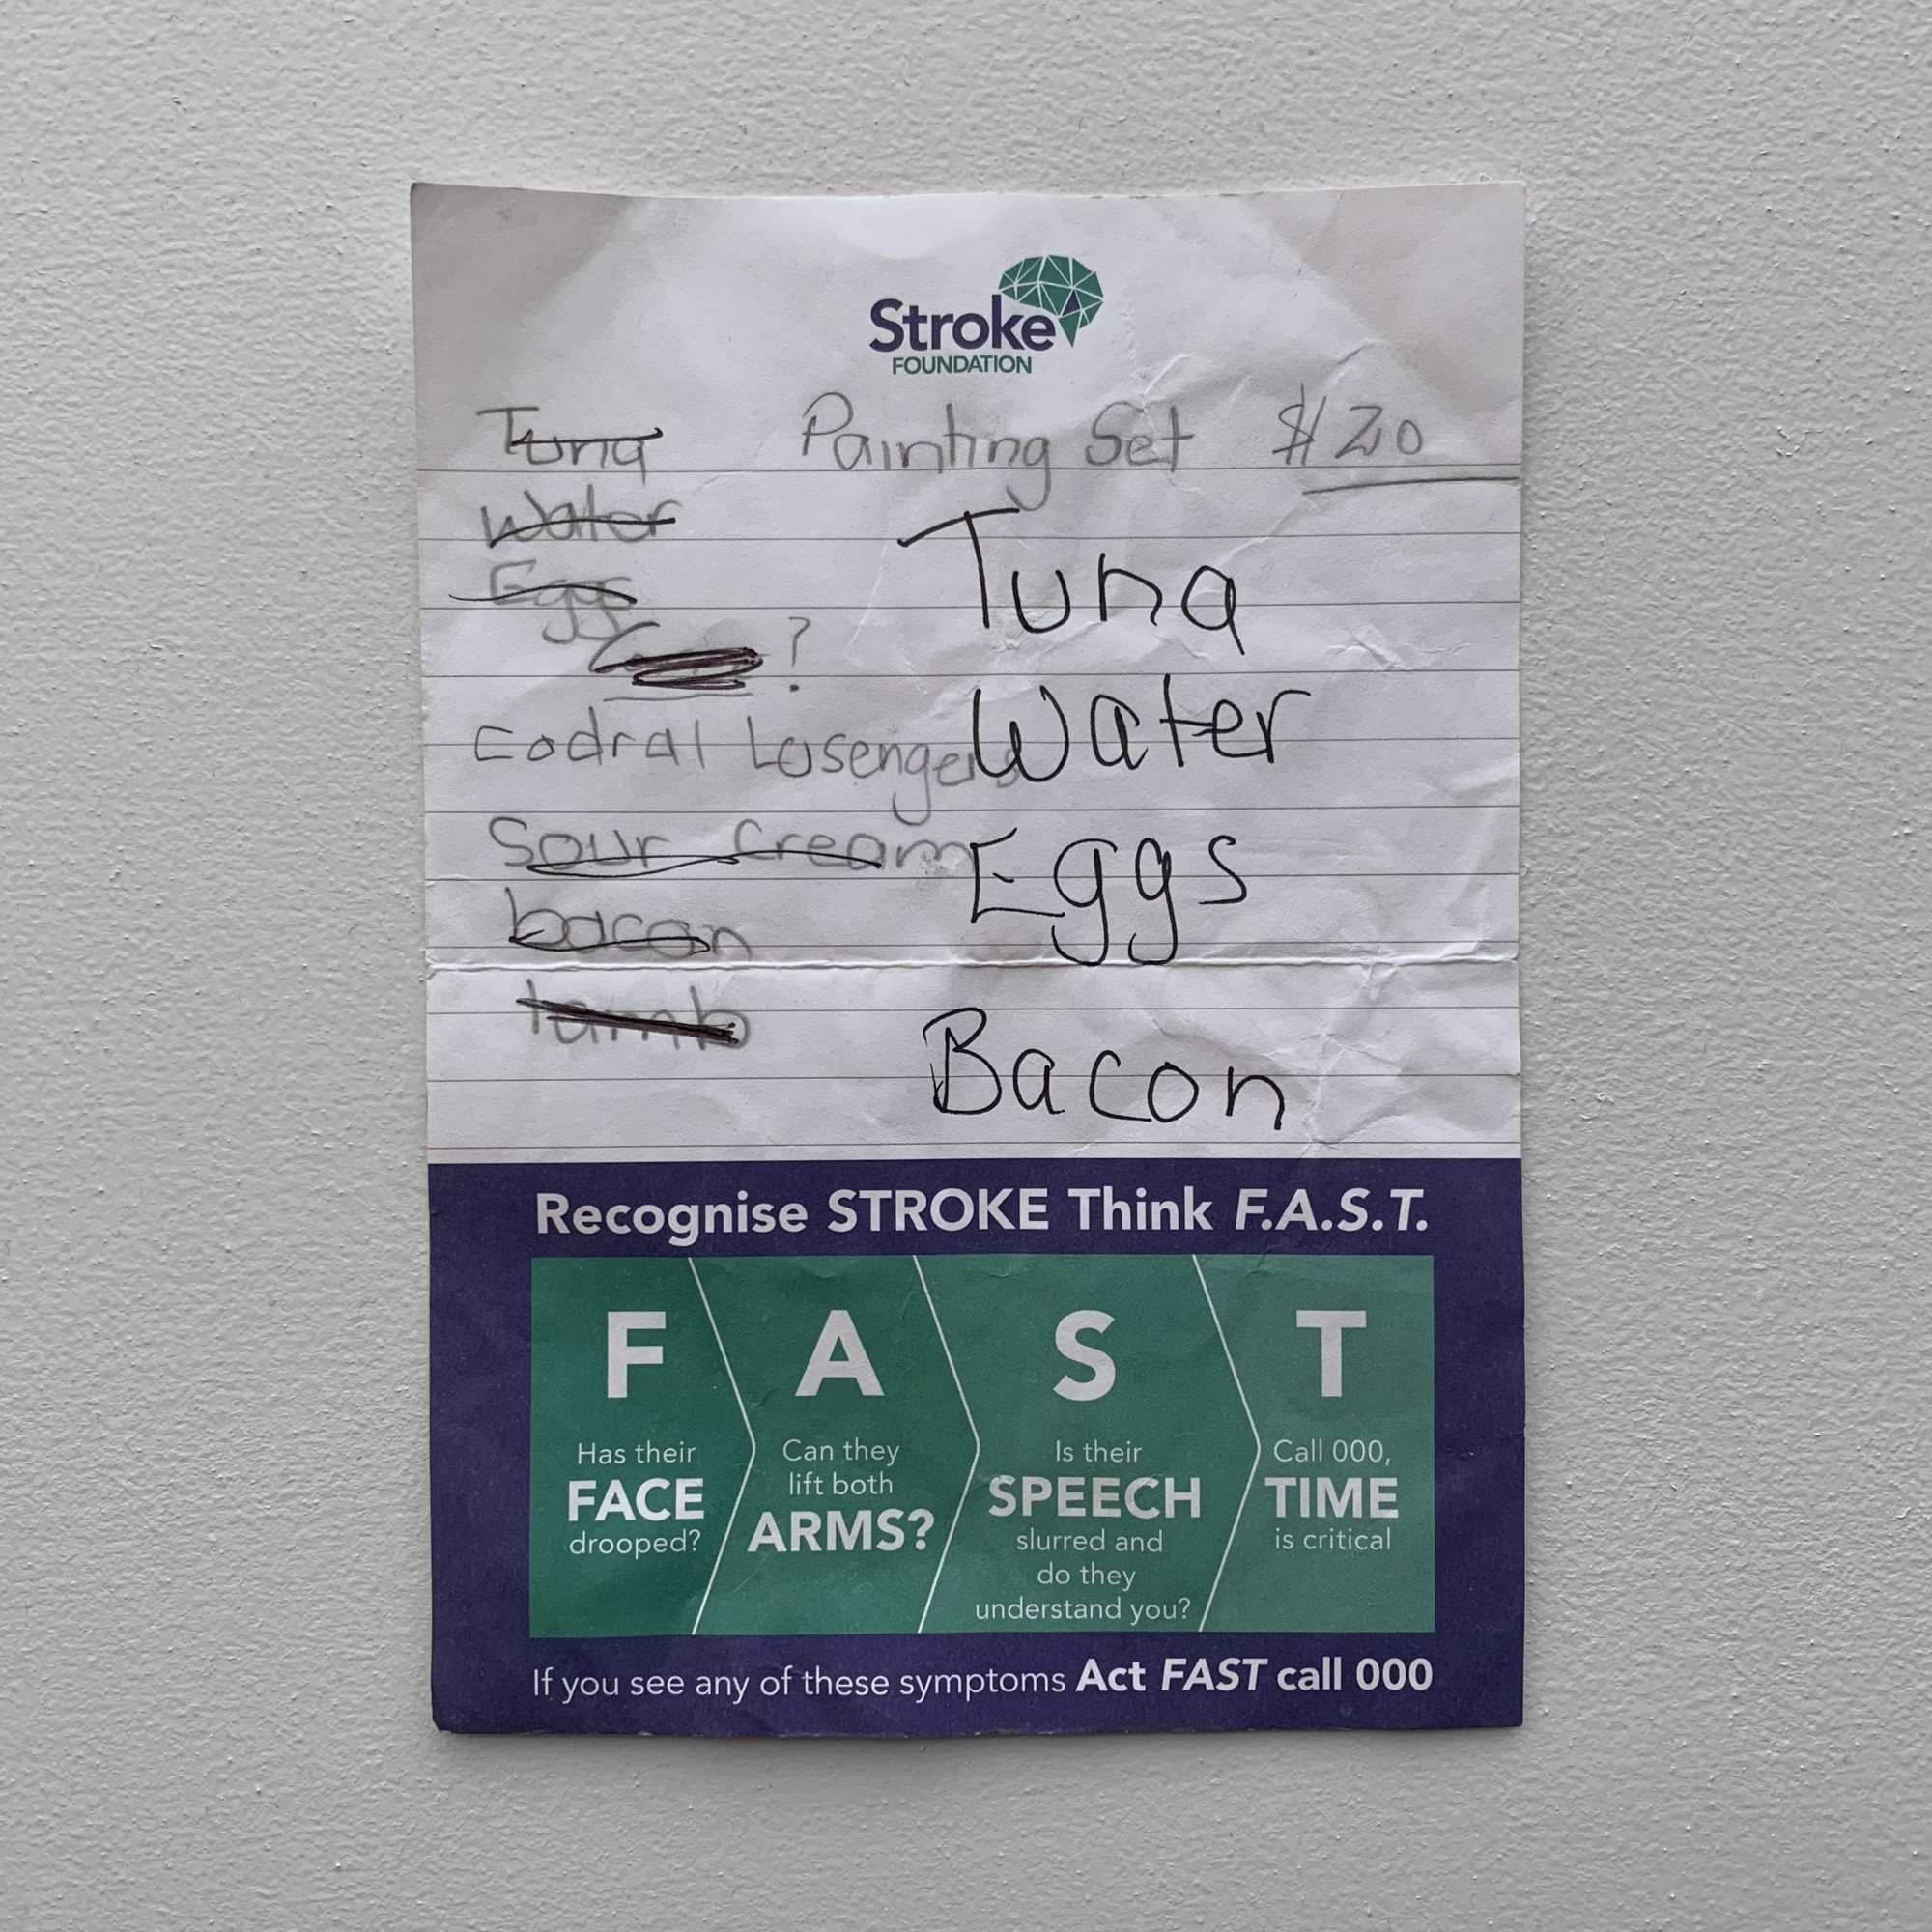 Stroke
FOUNDATION
Tuna
Painting Set $20
Water
Eggs
?
Codral Losengers
Sour cream
bacon
lamb
Tuna
Water
Eggs
Bacon
Recognise STROKE Think F.A.S.T.
F
Has their
FACE
drooped?
A
Can they
lift both
ARMS?
S
Is their
SPEECH
slurred and
do they
understand you?
T
Call 000,
TIME
is critical
If you see any of these symptoms Act FAST call 000